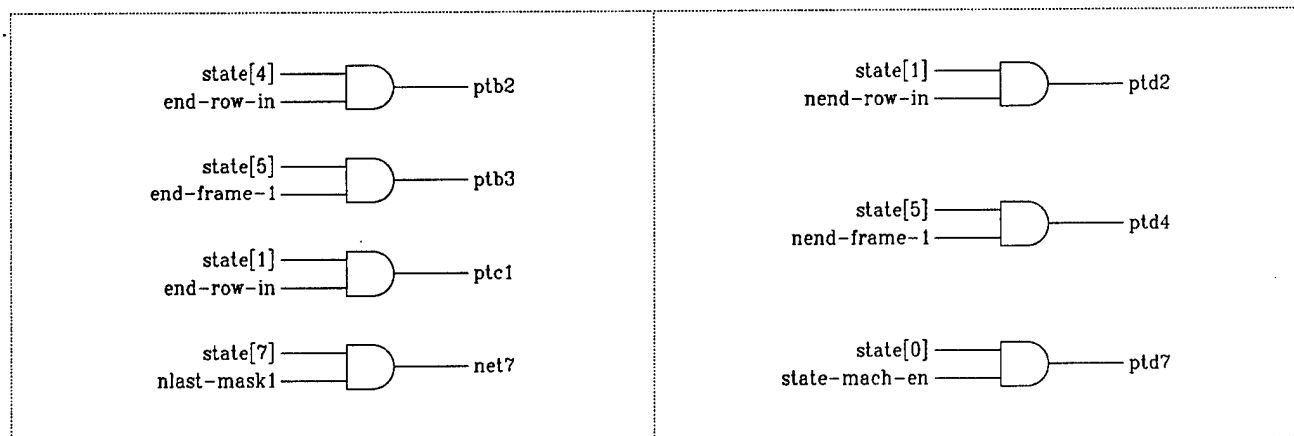 state[4]
end-row-in
ptb2
state[5]
end-frame-1
ptb3
state[1]
end-row-in
ptc1
state[7]
nlast-mask1
net7
state[1]
nend-row-in
ptd2
state[5]
nend-frame-1
ptd4
state[0]
state-mach-en
ptd7